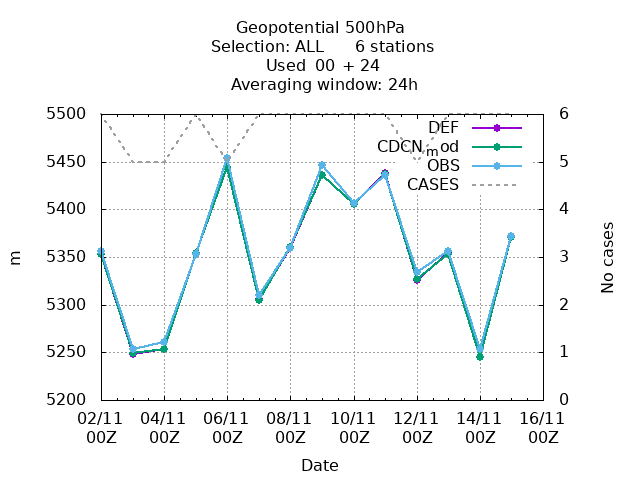 Geopotential 500hPa
Selection: ALL      6 stations
Used  00  + 24
Averaging window: 24h
5500
5450
5400
5350
5300
5250
5200
m
6
5
4
3
2
1
0
No cases
DEF
CDCN_mod
OBS
CASES
02/11 04/11 06/11 08/11 10/11 12/11 14/11 16/11
00Z 00Z 00Z 00Z 00Z 00Z 00Z 00Z
Date